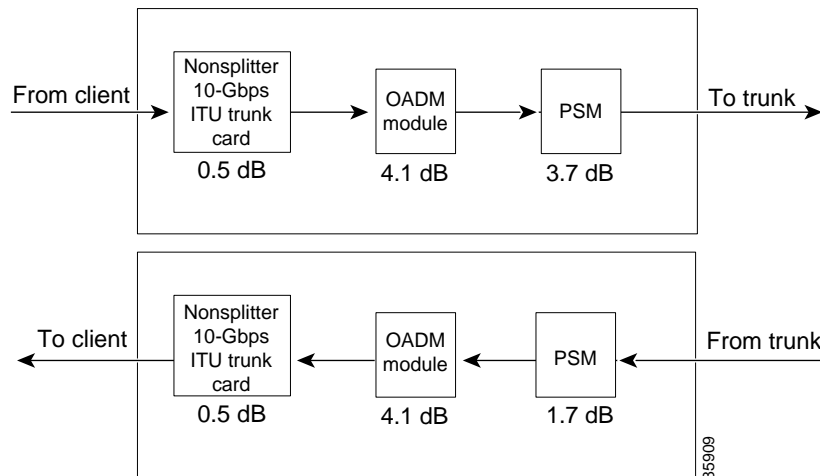 From client
Nonsplitter
10-Gbps
ITU trunk
card
0.5 dB
OADM
module
4.1 dB
PSM
3.7 dB
To trunk
To client
Nonsplitter
10-Gbps
ITU trunk
card
0.5 dB
OADM
module
4.1 dB
PSM
1.7 dB
From trunk
85909